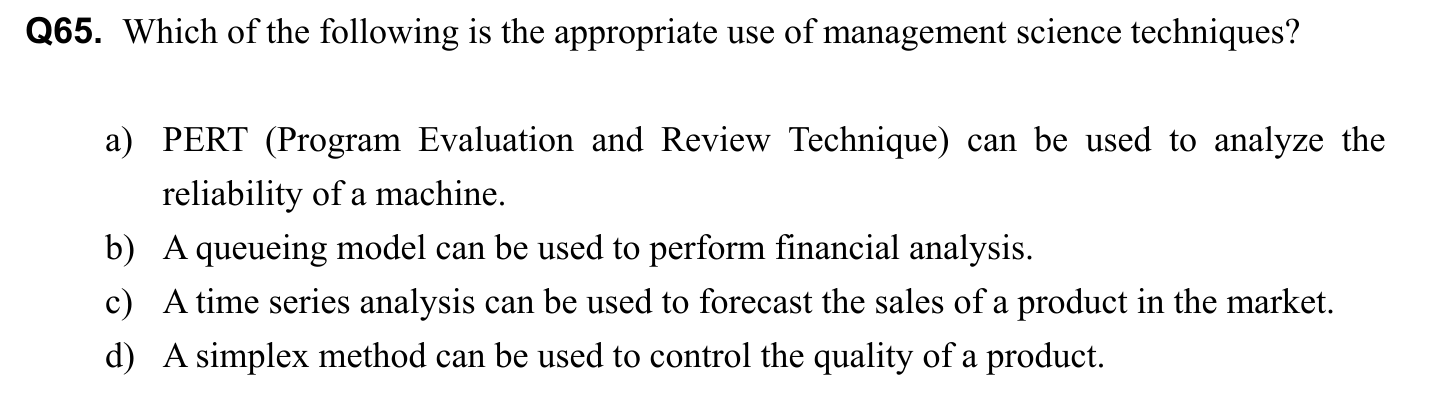 Q65. Which of the following is the appropriate use of management science techniques?
a) PERT (Program Evaluation and Review Technique) can be used to analyze the
reliability of a machine.
b) A queueing model can be used to perform financial analysis.
c) A time series analysis can be used to forecast the sales of a product in the market.
d) A simplex method can be used to control the quality of a product.